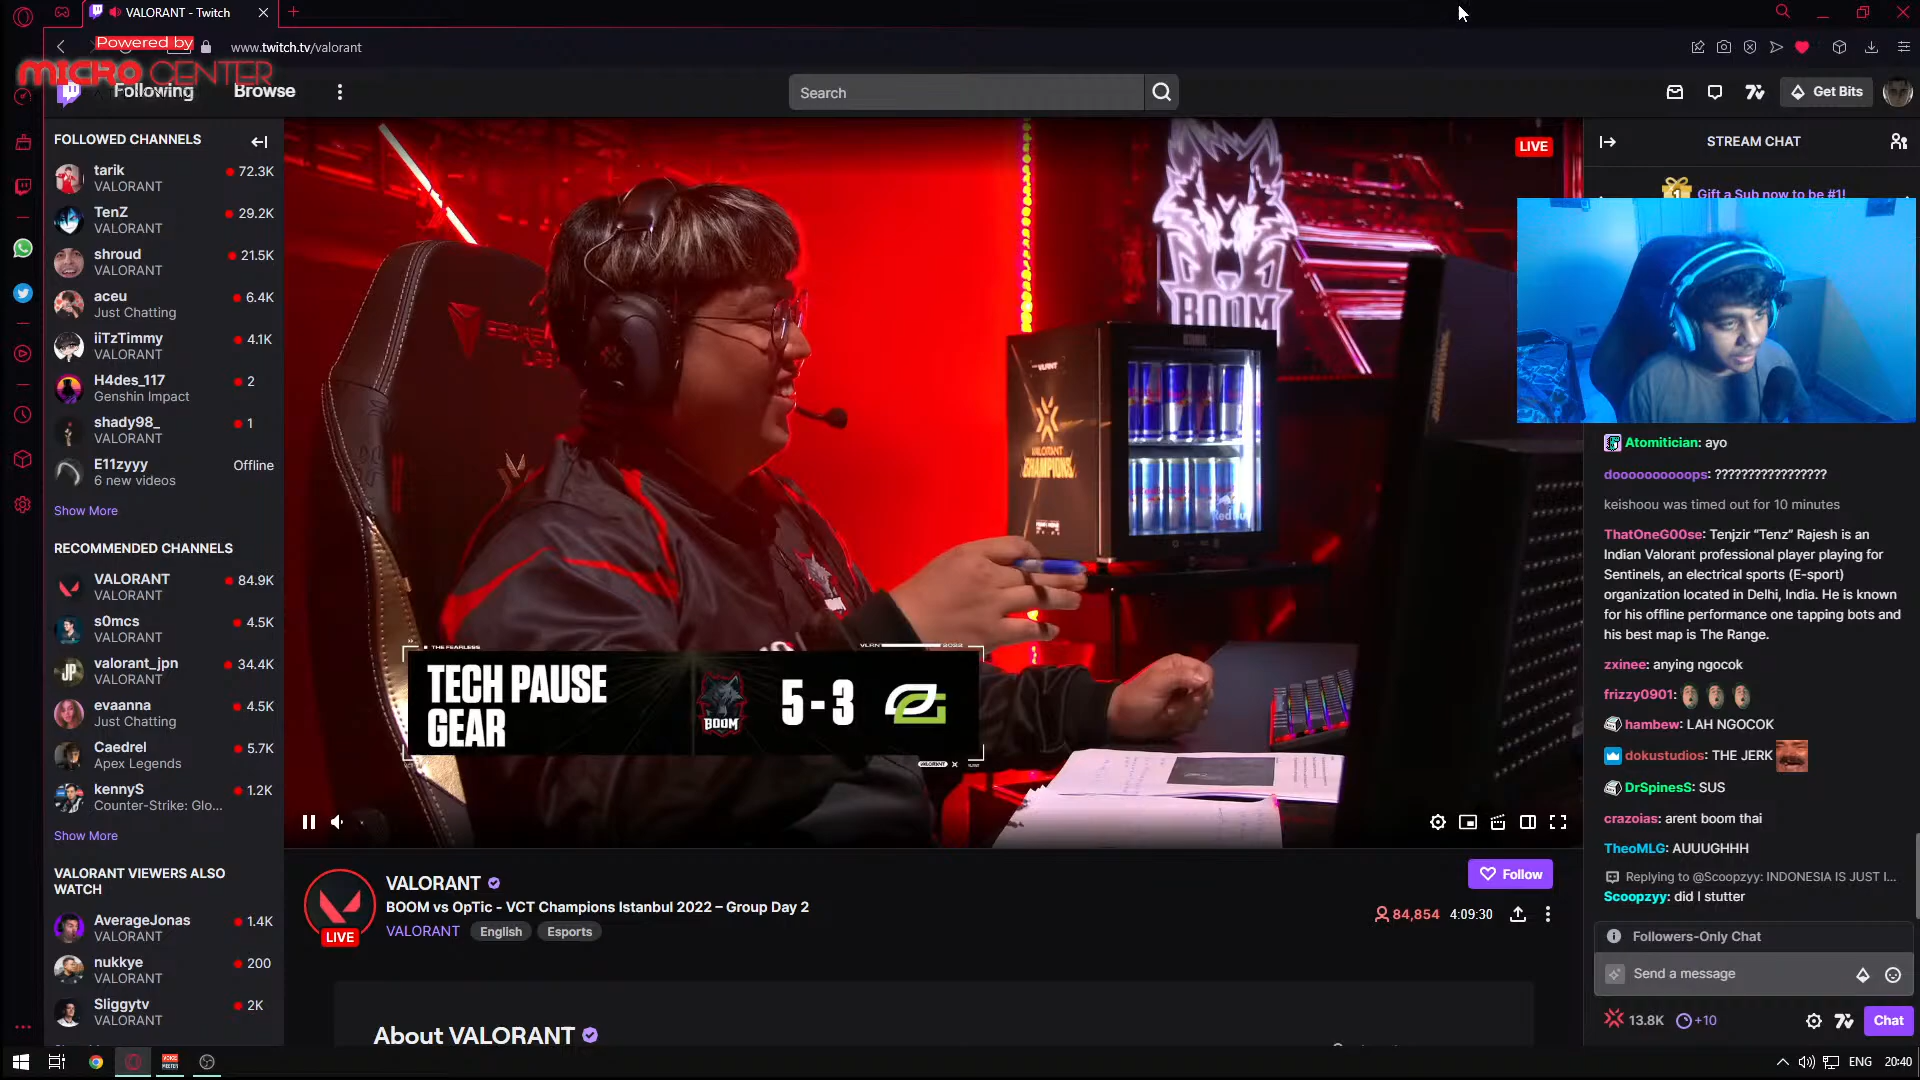 VALORANT - Twitch
Powered by
MICRO CENTER
www.twitch.tv/valorant
Following
Browse
Search
Get Bits
FOLLOWED CHANNELS
tarik
72.3K
VALORANT
TenZ
29.2K
VALORANT
shroud
21.5K
VALORANT
aceu
6.4K
Just Chatting
iiTzTimmy
4.1K
VALORANT
H4des_117
2
Genshin Impact
shady98_
1
VALORANT
E11zyyy
Offline
6 new videos
Show More
RECOMMENDED CHANNELS
VALORANT
84.9K
VALORANT
s0mcs
4.5K
VALORANT
valorant_jpn
34.4K
VALORANT
evaanna
4.5K
Just Chatting
Caedrel
5.7K
Apex Legends
kennyS
1.2K
Counter-Strike: Glo...
Show More
VALORANT VIEWERS ALSO
WATCH
AverageJonas
1.4K
VALORANT
nukkye
200
VALORANT
Sliggytv
2K
VALORANT
LIVE
BOOM
VALORANT
CHAMPIONS
Red Bull
THE FEARLESS
TECH PAUSE
GEAR
BOOM
5 - 3
VALORANT
LIVE
VALORANT
BOOM vs OpTic - VCT Champions Istanbul 2022 – Group Day 2
VALORANT
English
Esports
Follow
84,854
4:09:30
About VALORANT
STREAM CHAT
Gift a Sub now to be #1!
Atomitician: ayo
doooooooooops: ?????????????????
keishoou was timed out for 10 minutes
ThatOneG00se: Tenjzir “Tenz” Rajesh is an
Indian Valorant professional player playing for
Sentinels, an electrical sports (E-sport)
organization located in Delhi, India. He is known
for his offline performance one tapping bots and
his best map is The Range.
zxinee: anying ngocok
frizzy0901:
hambew: LAH NGOCOK
dokustudios: THE JERK
DrSpinesS: SUS
crazoias: arent boom thai
TheoMLG: AUUUGHHH
Replying to @Scoopzyy: INDONESIA IS JUST I...
Scoopzyy: did I stutter
Followers-Only Chat
Send a message
13.8K
+10
Chat
ENG
20:40